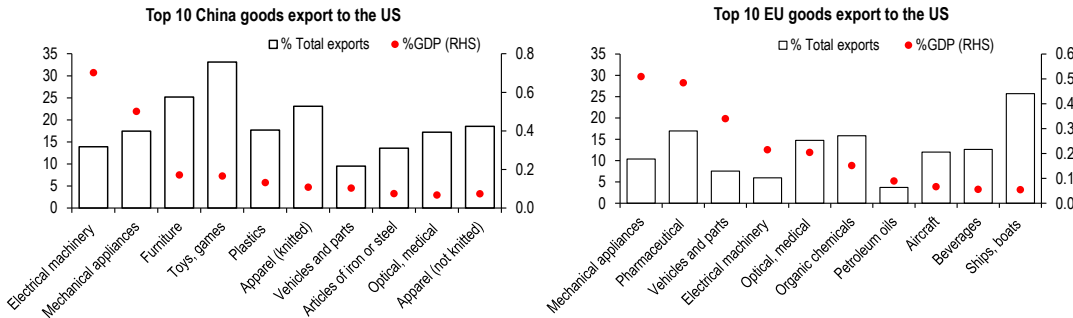 Top 10 China goods export to the US
% Total exports
%GDP (RHS)
35
30
25
20
15
10
5
0
0.8
0.6
0.4
0.2
0.0
Electrical machinery
Mechanical appliances
Furniture
Toys, games
Plastics
Apparel (knitted)
Vehicles and parts
Articles of iron or steel
Optical, medical
Apparel (not knitted)
Top 10 EU goods export to the US
% Total exports
%GDP (RHS)
35
30
25
20
15
10
5
0
0.6
0.5
0.4
0.3
0.2
0.1
0.0
Mechanical appliances
Pharmaceutical
Vehicles and parts
Electrical machinery
Optical, medical
Organic chemicals
Petroleum oils
Aircraft
Beverages
Ships, boats